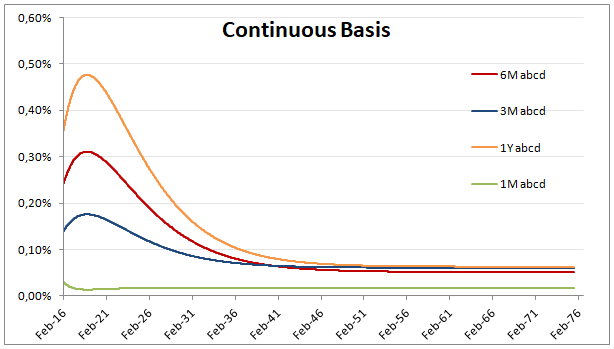 Continuous Basis
0,60%
0,50%
0,40%
0,30%
0,20%
0,10%
0,00%
6M abcd
3M abcd
1Y abcd
1M abcd
Feb-16 Feb-21 Feb-26 Feb-31 Feb-36 Feb-41 Feb-46 Feb-51 Feb-56 Feb-61 Feb-66 Feb-71 Feb-76